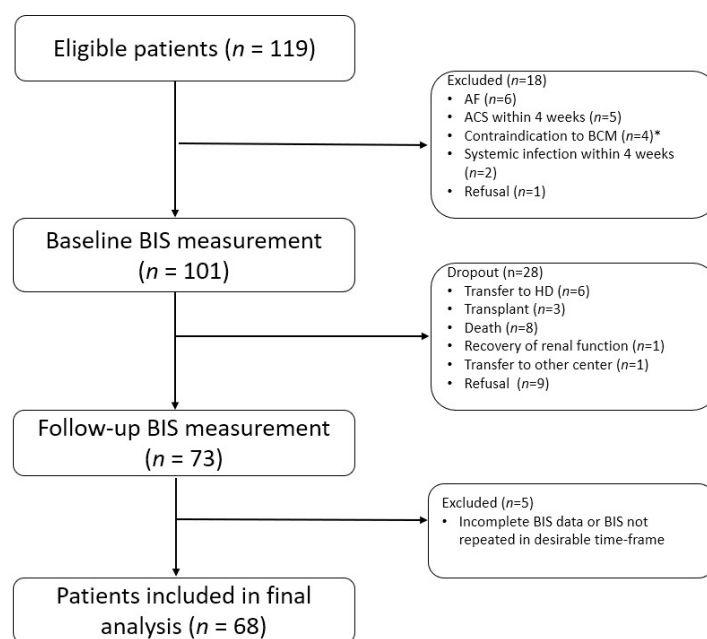 Eligible patients (n = 119)
Excluded (n=18)
• AF (n=6)
• ACS within 4 weeks (n=5)
• Contraindication to BCM (n=4)*
• Systemic infection within 4 weeks
(n=2)
• Refusal (n=1)
Baseline BIS measurement
(n = 101)
Dropout (n=28)
• Transfer to HD (n=6)
• Transplant (n=3)
• Death (n=8)
• Recovery of renal function (n=1)
• Transfer to other center (n=1)
• Refusal (n=9)
Follow-up BIS measurement
(n = 73)
Excluded (n=5)
• Incomplete BIS data or BIS not
repeated in desirable time-frame
Patients included in final
analysis (n = 68)